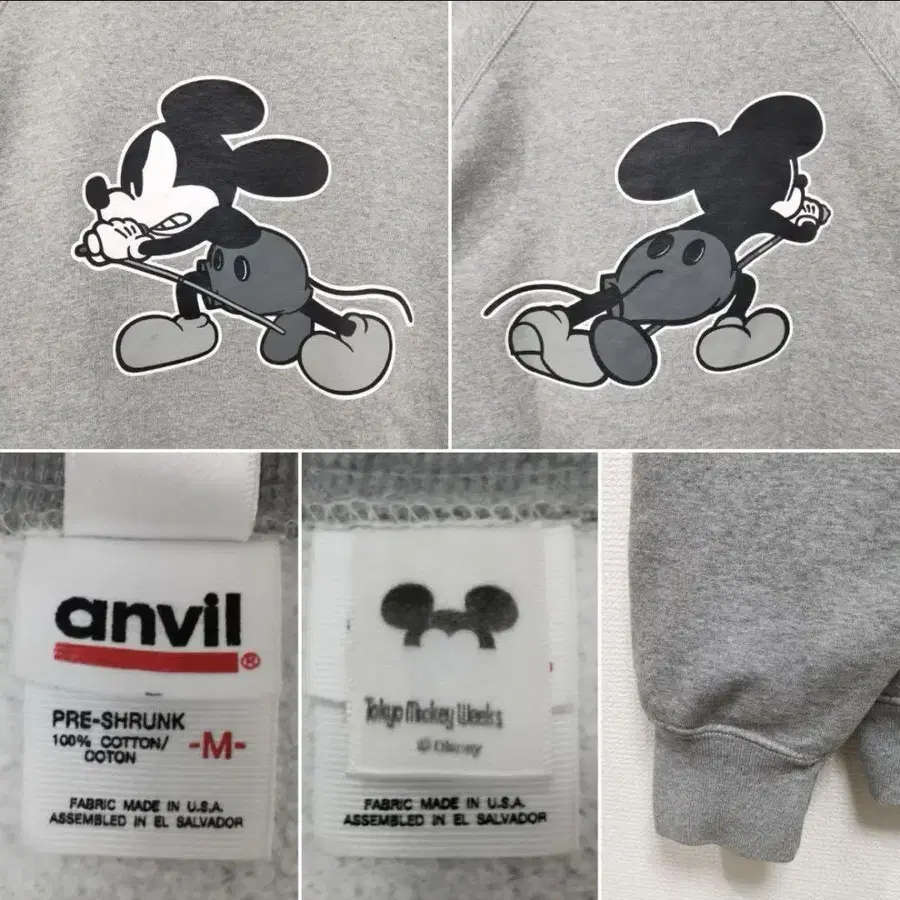 anvil®
PRE-SHRUNK
100% COTTON/
COTON
-M-
FABRIC MADE IN U.S.A.
ASSEMBLED IN EL SALVADOR
Tokyo Mickey Weeks
© Disney
FABRIC MADE IN U.S.A.
ASSEMBLED IN EL SALVADOR